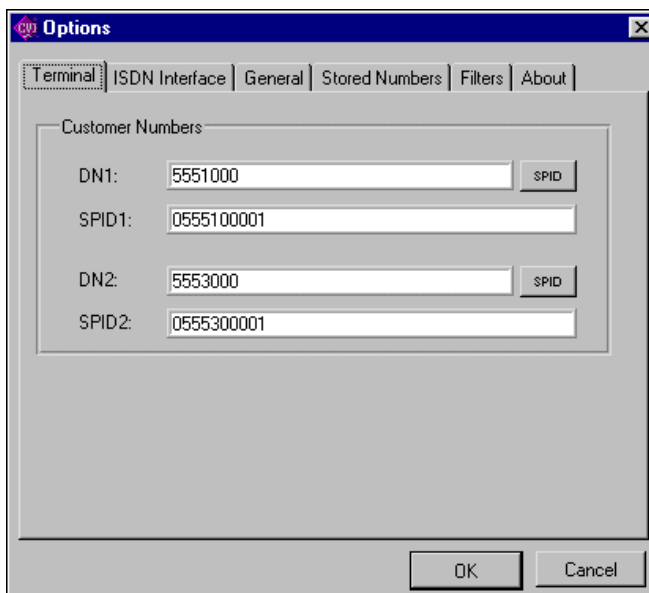 CVI Options
Terminal ISDN Interface General Stored Numbers Filters About
Customer Numbers
DN1: 5551000 SPID
SPID1: 0555100001
DN2: 5553000 SPID
SPID2: 0555300001
OK Cancel